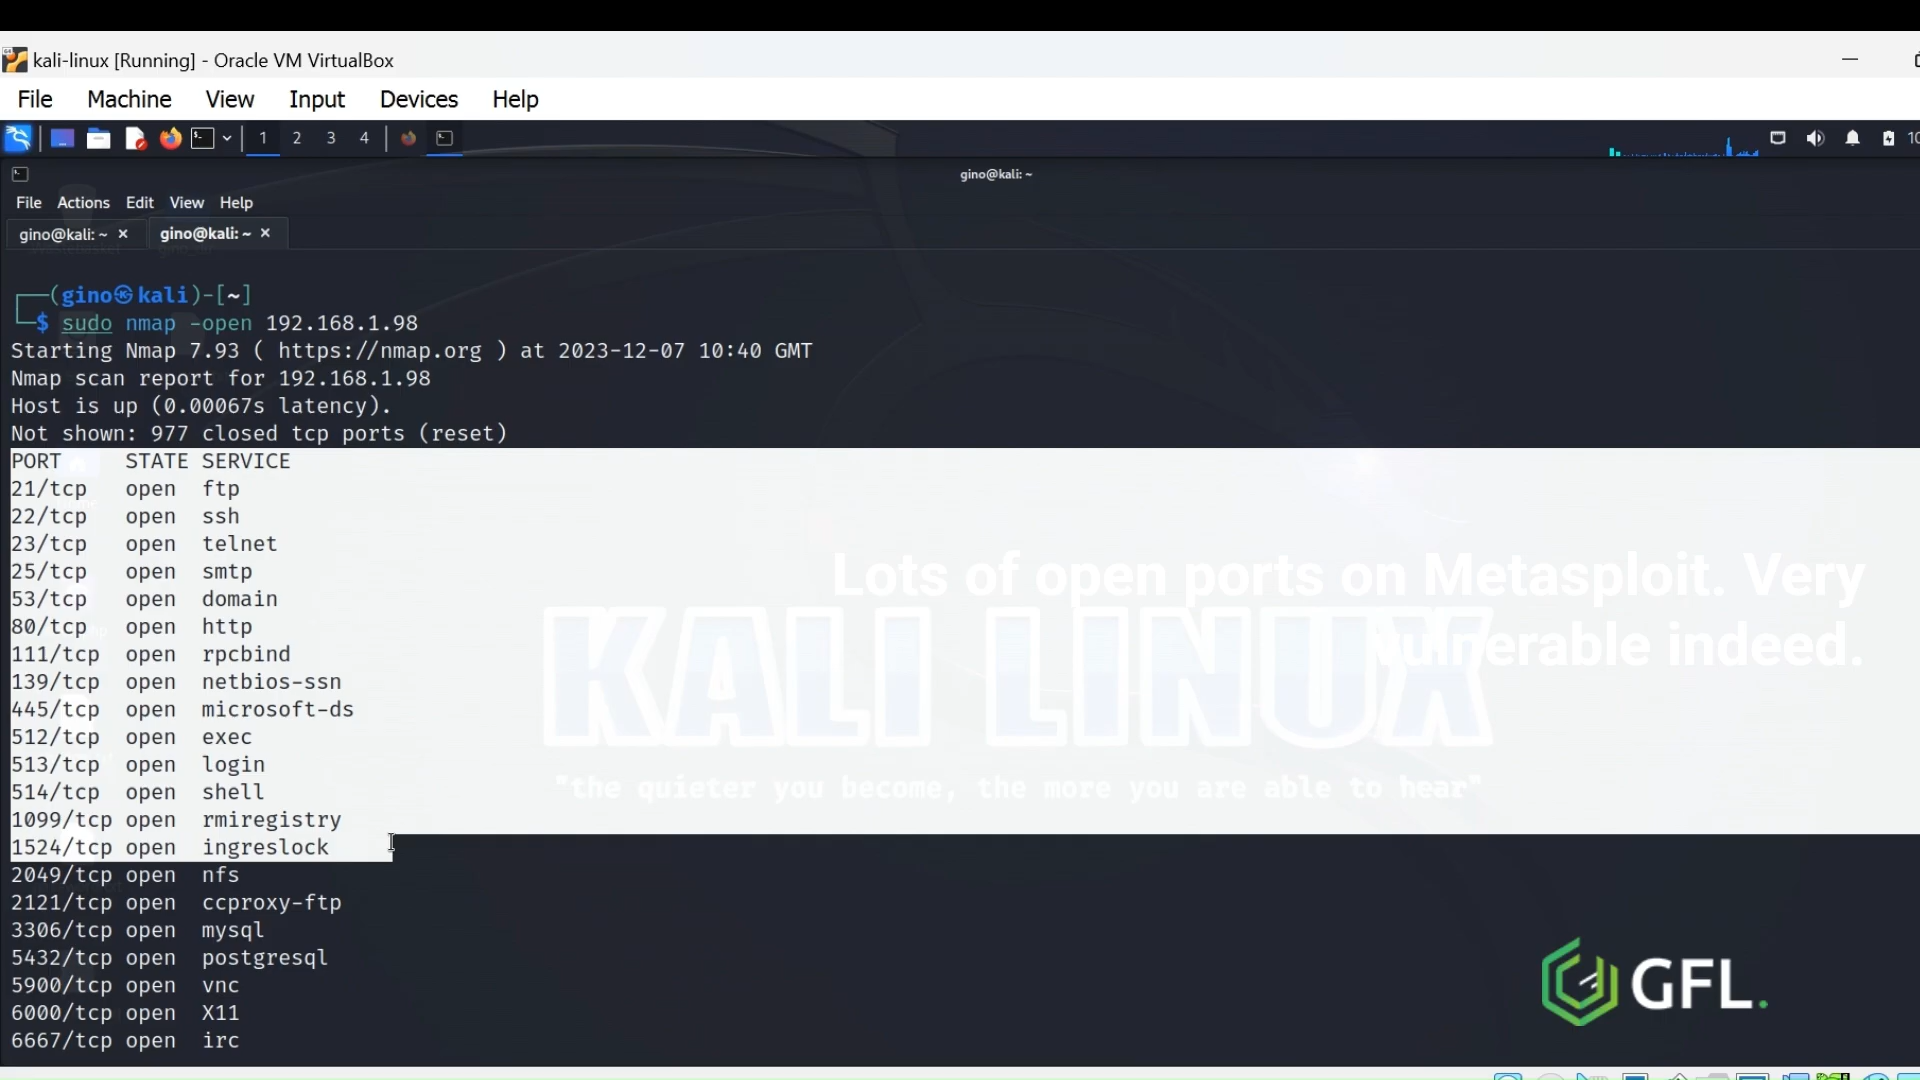 kali-linux [Running] - Oracle VM VirtualBox
File Machine View Input Devices Help
1 2 3 4
gino@kali: ~
File Actions Edit View Help
gino@kali: ~ × gino@kali: ~ ×
(gino㉿kali)-[~]
$ sudo nmap -open 192.168.1.98
Starting Nmap 7.93 ( https://nmap.org ) at 2023-12-07 10:40 GMT
Nmap scan report for 192.168.1.98
Host is up (0.00067s latency).
Not shown: 977 closed tcp ports (reset)
PORT STATE SERVICE
21/tcp open ftp
22/tcp open ssh
23/tcp open telnet
25/tcp open smtp
53/tcp open domain
80/tcp open http
111/tcp open rpcbind
139/tcp open netbios-ssn
445/tcp open microsoft-ds
512/tcp open exec
513/tcp open login
514/tcp open shell
1099/tcp open rmiregistry
1524/tcp open ingreslock
2049/tcp open nfs
2121/tcp open ccproxy-ftp
3306/tcp open mysql
5432/tcp open postgresql
5900/tcp open vnc
6000/tcp open X11
6667/tcp open irc
Lots of open ports on Metasploit. Very
vulnerable indeed.
KALI LINUX
"the quieter you become, the more you are able to hear"
GFL.